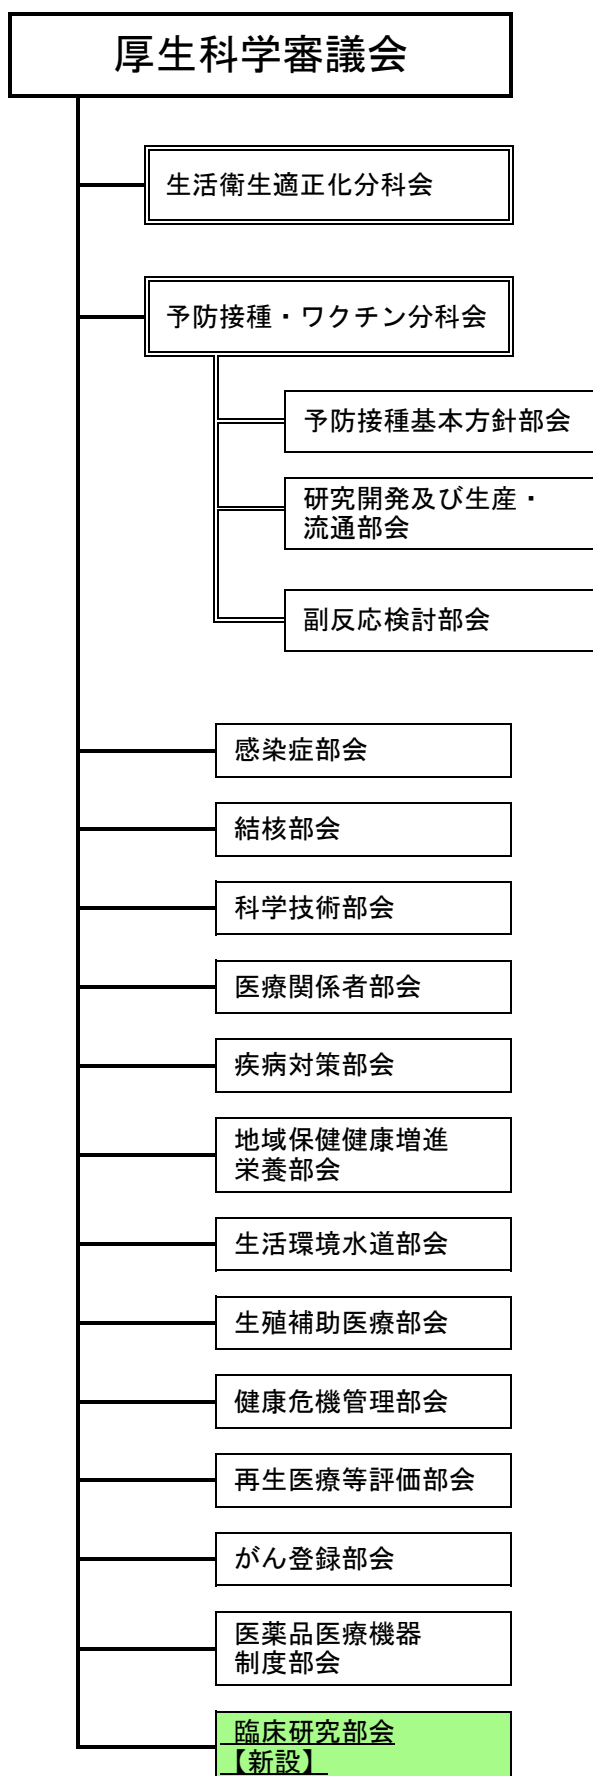 厚生科学審議会
生活衛生適正化分科会
予防接種・ワクチン分科会
予防接種基本方針部会
研究開発及び生産・
流通部会
副反応検討部会
感染症部会
結核部会
科学技術部会
医療関係者部会
疾病対策部会
地域保健健康増進
栄養部会
生活環境水道部会
生殖補助医療部会
健康危機管理部会
再生医療等評価部会
がん登録部会
医薬品医療機器
制度部会
臨床研究部会
【新設】